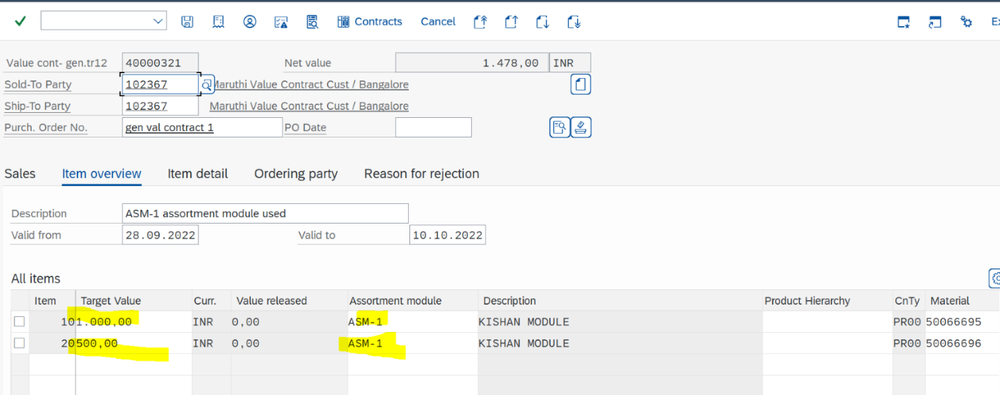 Contracts Cancel Ex
Value cont- gen.tr12 40000321 Net value 1.478,00 INR
Sold-To Party 102367 Maruthi Value Contract Cust / Bangalore
Ship-To Party 102367 Maruthi Value Contract Cust / Bangalore
Purch. Order No. gen val contract 1 PO Date
Sales Item overview Item detail Ordering party Reason for rejection
Description ASM-1 assortment module used
Valid from 28.09.2022 Valid to 10.10.2022
All items
Item Target Value Curr. Value released Assortment module Description Product Hierarchy CnTy Material
10 1.000,00 INR 0,00 ASM-1 KISHAN MODULE PR00 50066695
20 500,00 INR 0,00 ASM-1 KISHAN MODULE PR00 50066696